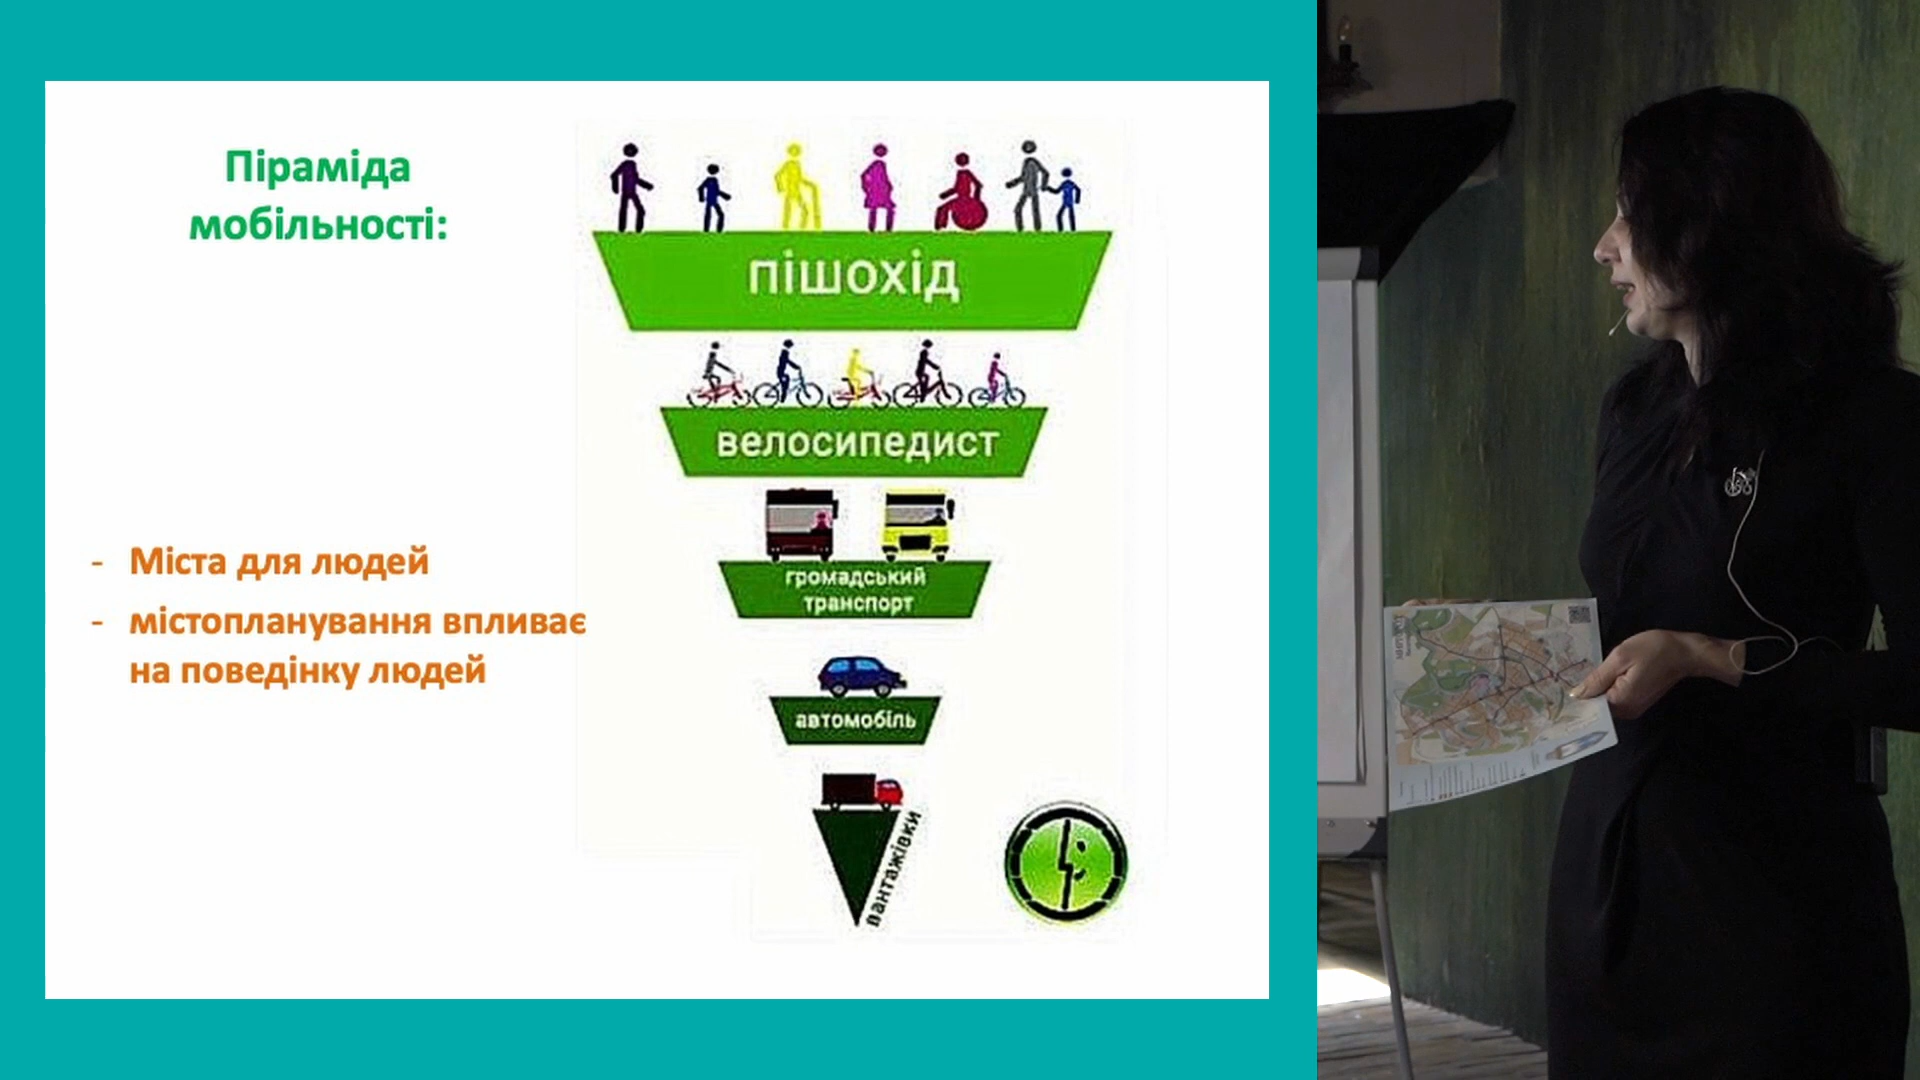 Піраміда
мобільності:
- Міста для людей
- містопланування впливає
на поведінку людей
пішохід
велосипедист
громадський
транспорт
автомобіль
вантажівки